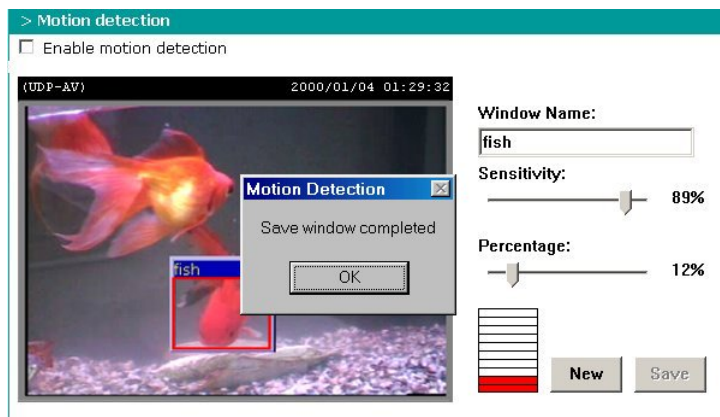 > Motion detection
Enable motion detection
(UDP-AV) 2000/01/04 01:29:32
Window Name:
fish
Sensitivity:
89%
Percentage:
12%
Motion Detection
Save window completed
OK
fish
New
Save